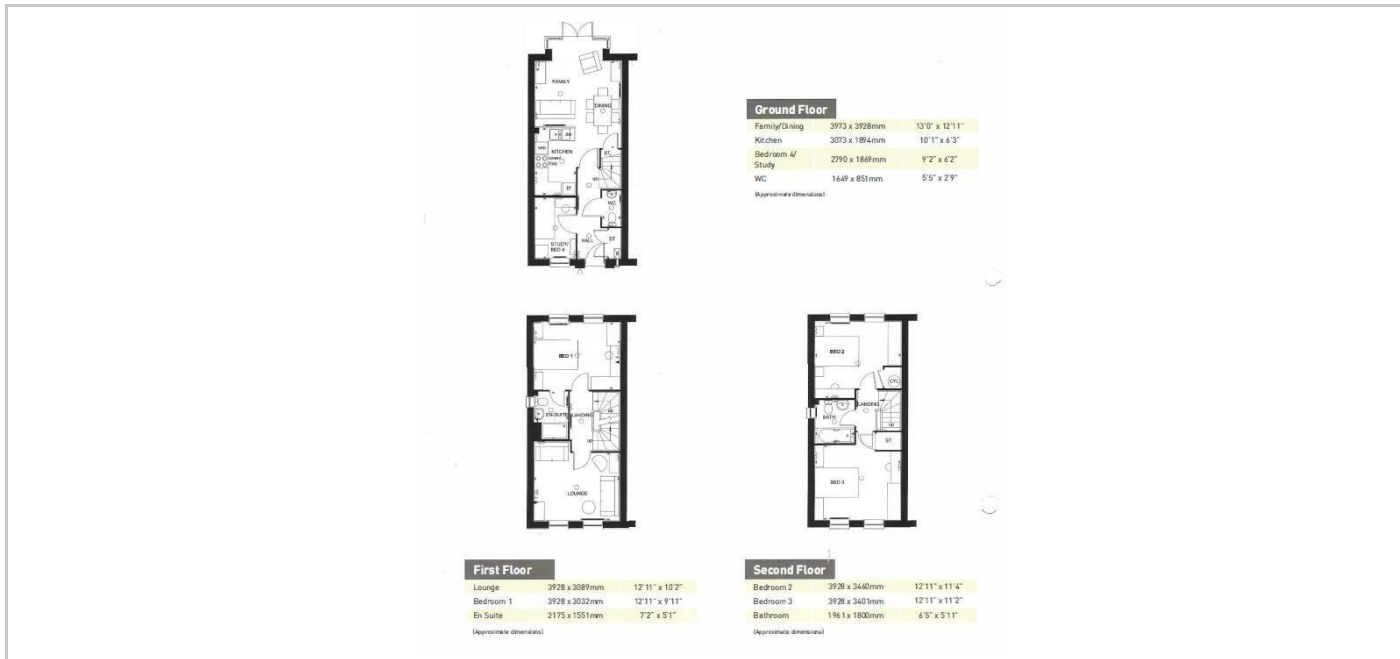 FAMILY
DINING
KITCHEN
ST
UP
WC
HALL
STUDY/
BED 4
ST
Ground Floor
Family/Dining 3973 x 3928mm 13'0" x 12'11"
Kitchen 3073 x 1894mm 10'1" x 6'3"
Bedroom 4/
Study 2790 x 1869mm 9'2" x 6'2"
WC 1649 x 851mm 5'5" x 2'9"
(Approximate dimensions)
BED 1
EN-SUITE
LANDING
UP
LOUNGE
BED 2
CYL
LANDING
BATH
ST
BED 3
First Floor
Lounge 3928 x 3089mm 12'11" x 10'2"
Bedroom 1 3928 x 3032mm 12'11" x 9'11"
En Suite 2175 x 1551mm 7'2" x 5'1"
(Approximate dimensions)
Second Floor
Bedroom 2 3928 x 3460mm 12'11" x 11'4"
Bedroom 3 3928 x 3401mm 12'11" x 11'2"
Bathroom 1961 x 1800mm 6'5" x 5'11"
(Approximate dimensions)